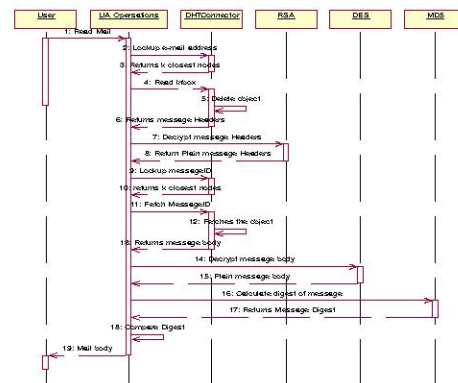 User
UA Operations
DHTConnector
RSA
DES
MD5
1: Read Mail
2: Lookup e-mail address
3: Returns k closest nodes
4: Read Inbox
5: Delete object
6: Returns message Headers
7: Decrypt message Headers
8: Return Plain message Headers
9: Lookup messageID
10: returns k closest nodes
11: Fetch MessageID
12: Fetches the object
13: Returns message body
14: Decrypt message body
15: Plain message body
16: Calculate digest of message
17: Returns Message Digest
18: Compare Digest
19: Mail body